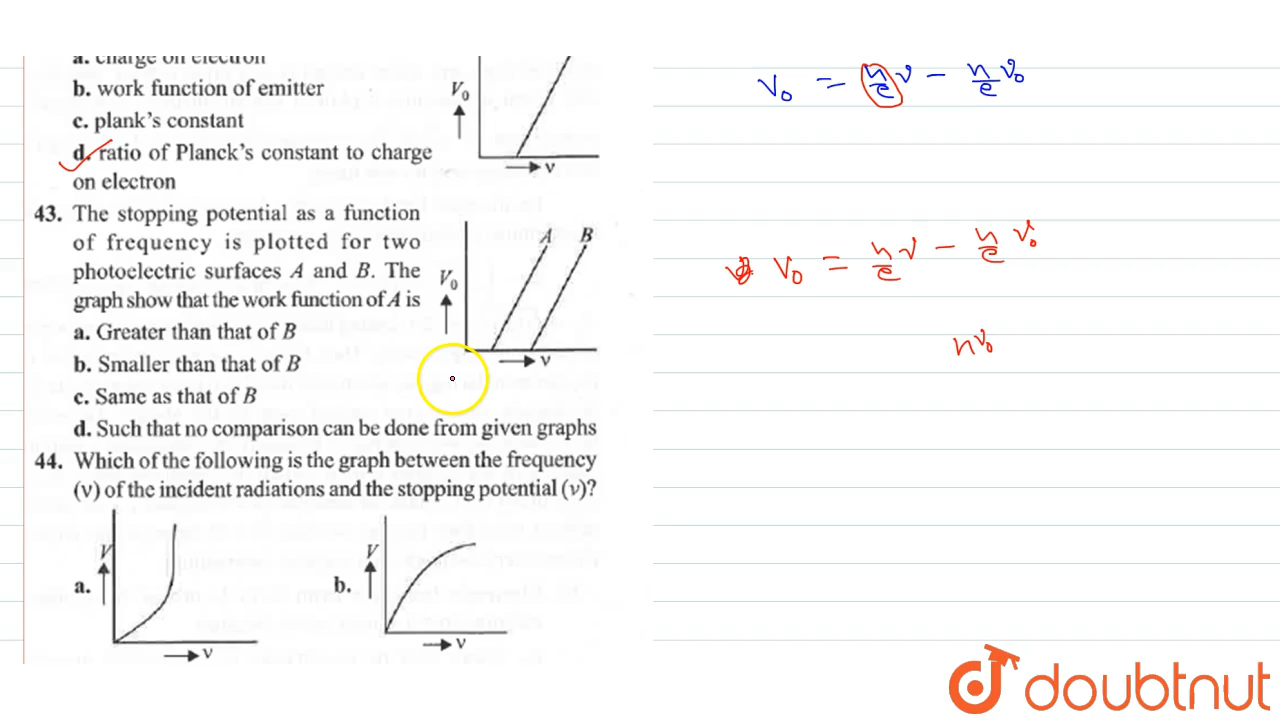 a. charge on electron
b. work function of emitter
c. plank's constant
d. ratio of Planck's constant to charge
on electron
V₀
ν
43. The stopping potential as a function
of frequency is plotted for two
photoelectric surfaces A and B. The
graph show that the work function of A is
a. Greater than that of B
b. Smaller than that of B
c. Same as that of B
d. Such that no comparison can be done from given graphs
A B
V₀
ν
44. Which of the following is the graph between the frequency
(ν) of the incident radiations and the stopping potential (ν)?
a. V
ν
b. V
ν
V₀ = h/e ν - h/e ν₀
V₀ = h/e ν - h/e ν₀
hν₀
doubtnut